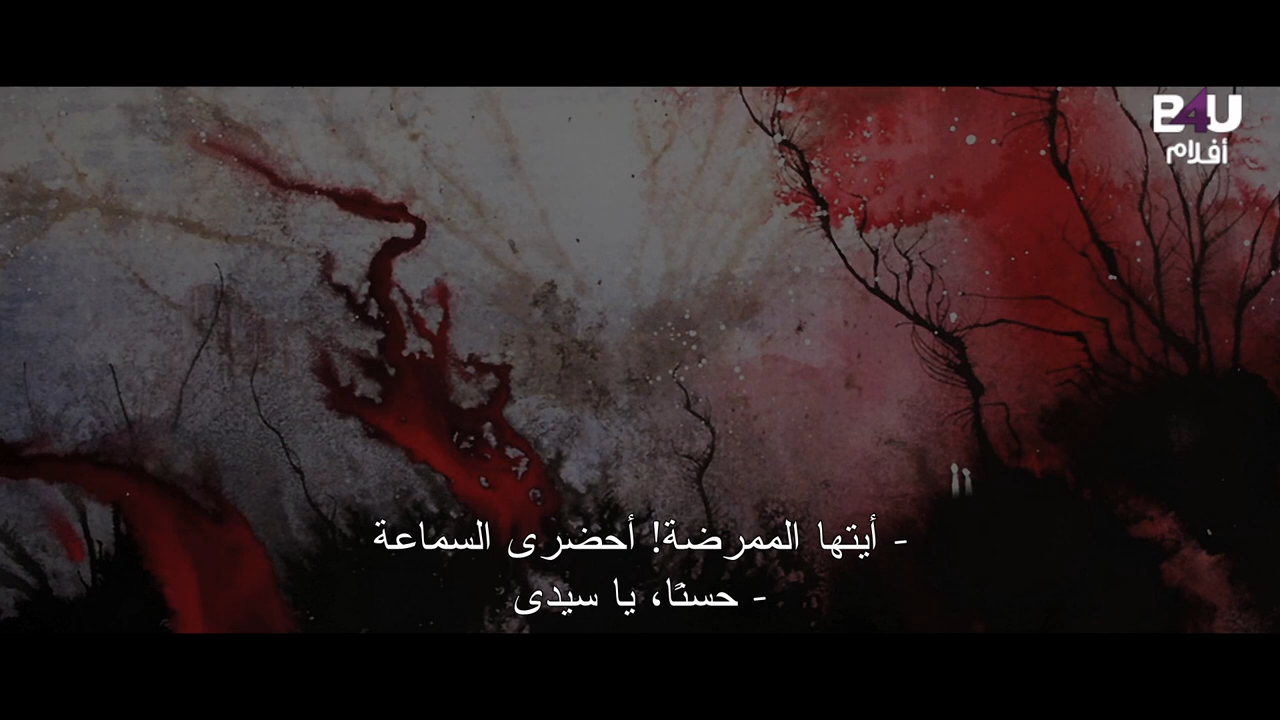 B4U
أفلام
- أيتها الممرضة! أحضرى السماعة
- حسنًا، يا سيدى